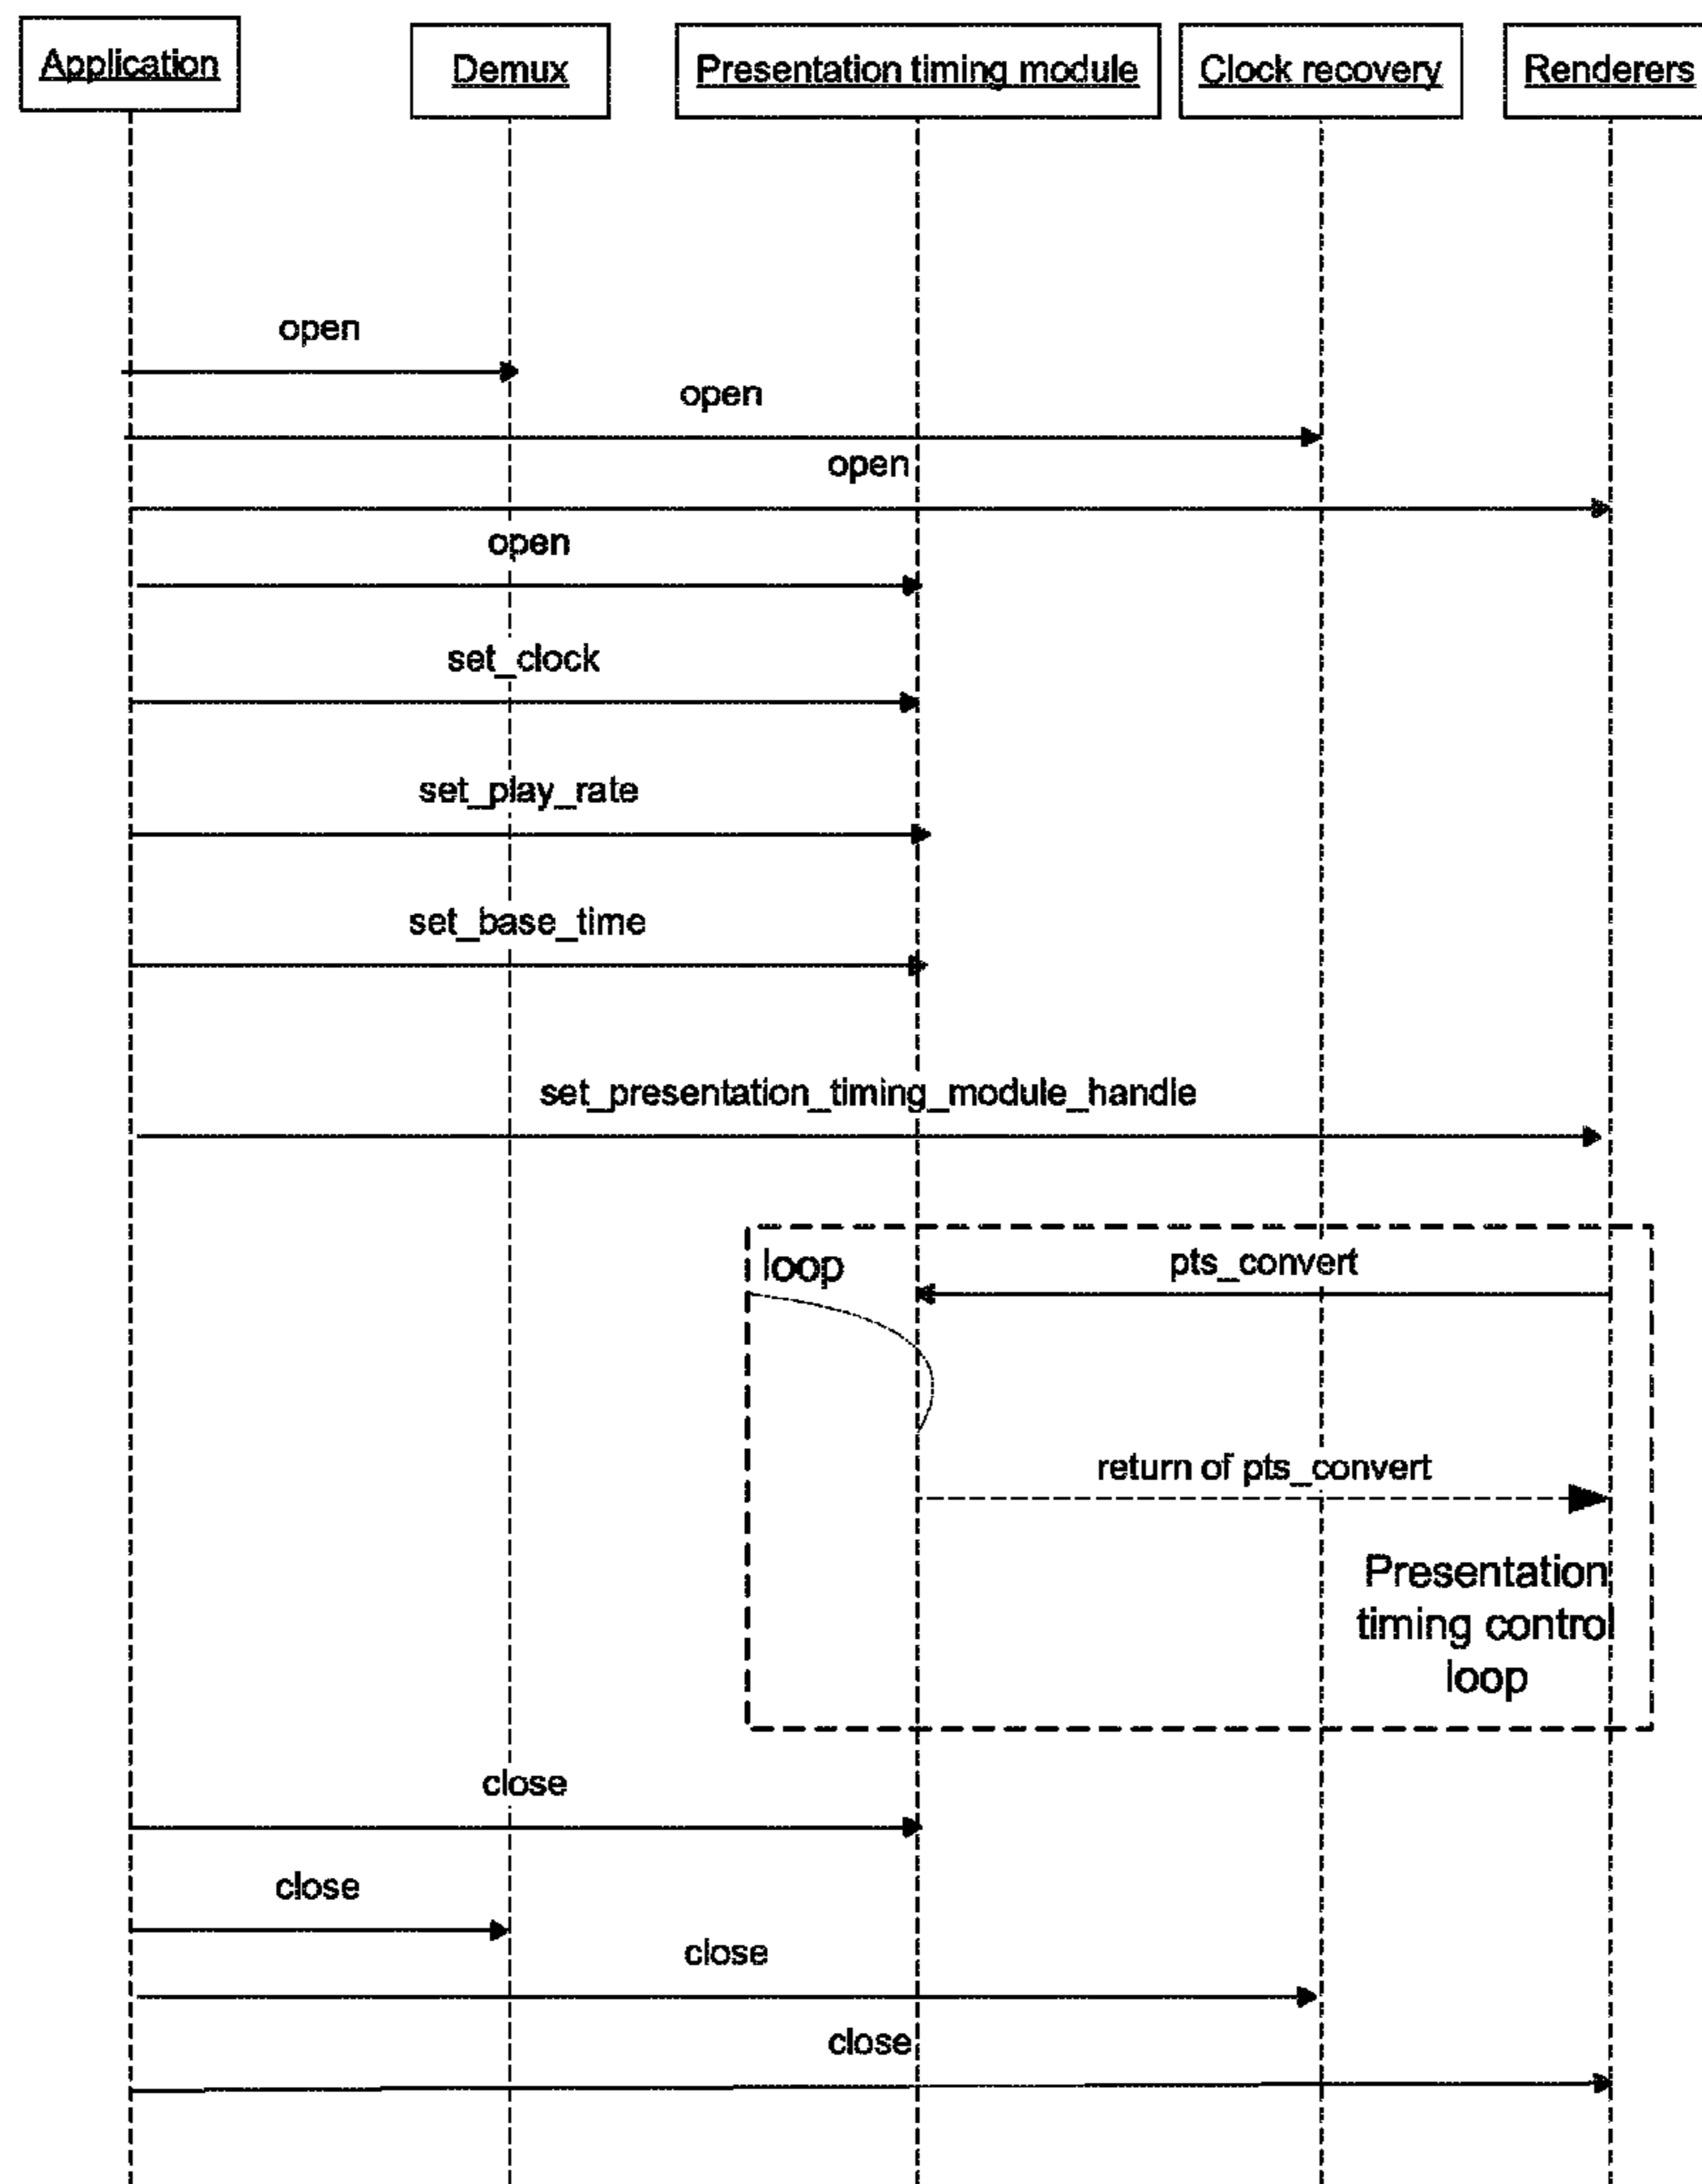 Application
Demux
Presentation timing module
Clock recovery
Renderers
open
open
open
open
set_clock
set_play_rate
set_base_time
set_presentation_timing_module_handle
loop
pts_convert
return of pts_convert
Presentation
timing control
loop
close
close
close
close